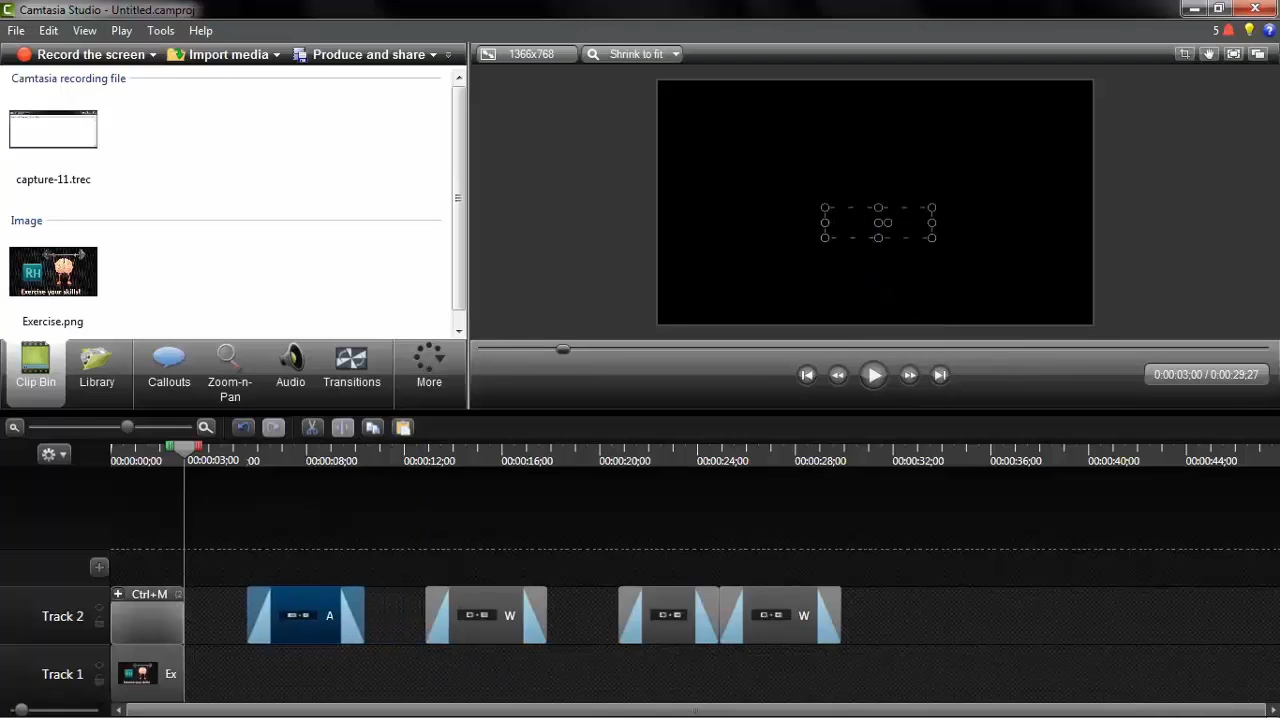 Camtasia Studio - Untitled.camproj
File Edit View Play Tools Help
5
Record the screen Import media Produce and share
1366x768 Shrink to fit
Camtasia recording file
capture-11.trec
Image
RH
Exercise your skills!
Exercise.png
Clip Bin Library Callouts Zoom-n-Pan Audio Transitions More
0:00:03;00 / 0:00:29;27
00:00:00;00 00:00:03;00 ;00 00:00:08;00 00:00:12;00 00:00:16;00 00:00:20;00 00:00:24;00 00:00:28;00 00:00:32;00 00:00:36;00 00:00:40;00 00:00:44;00
Ctrl+M (2
Track 2 A W W
Track 1 Ex